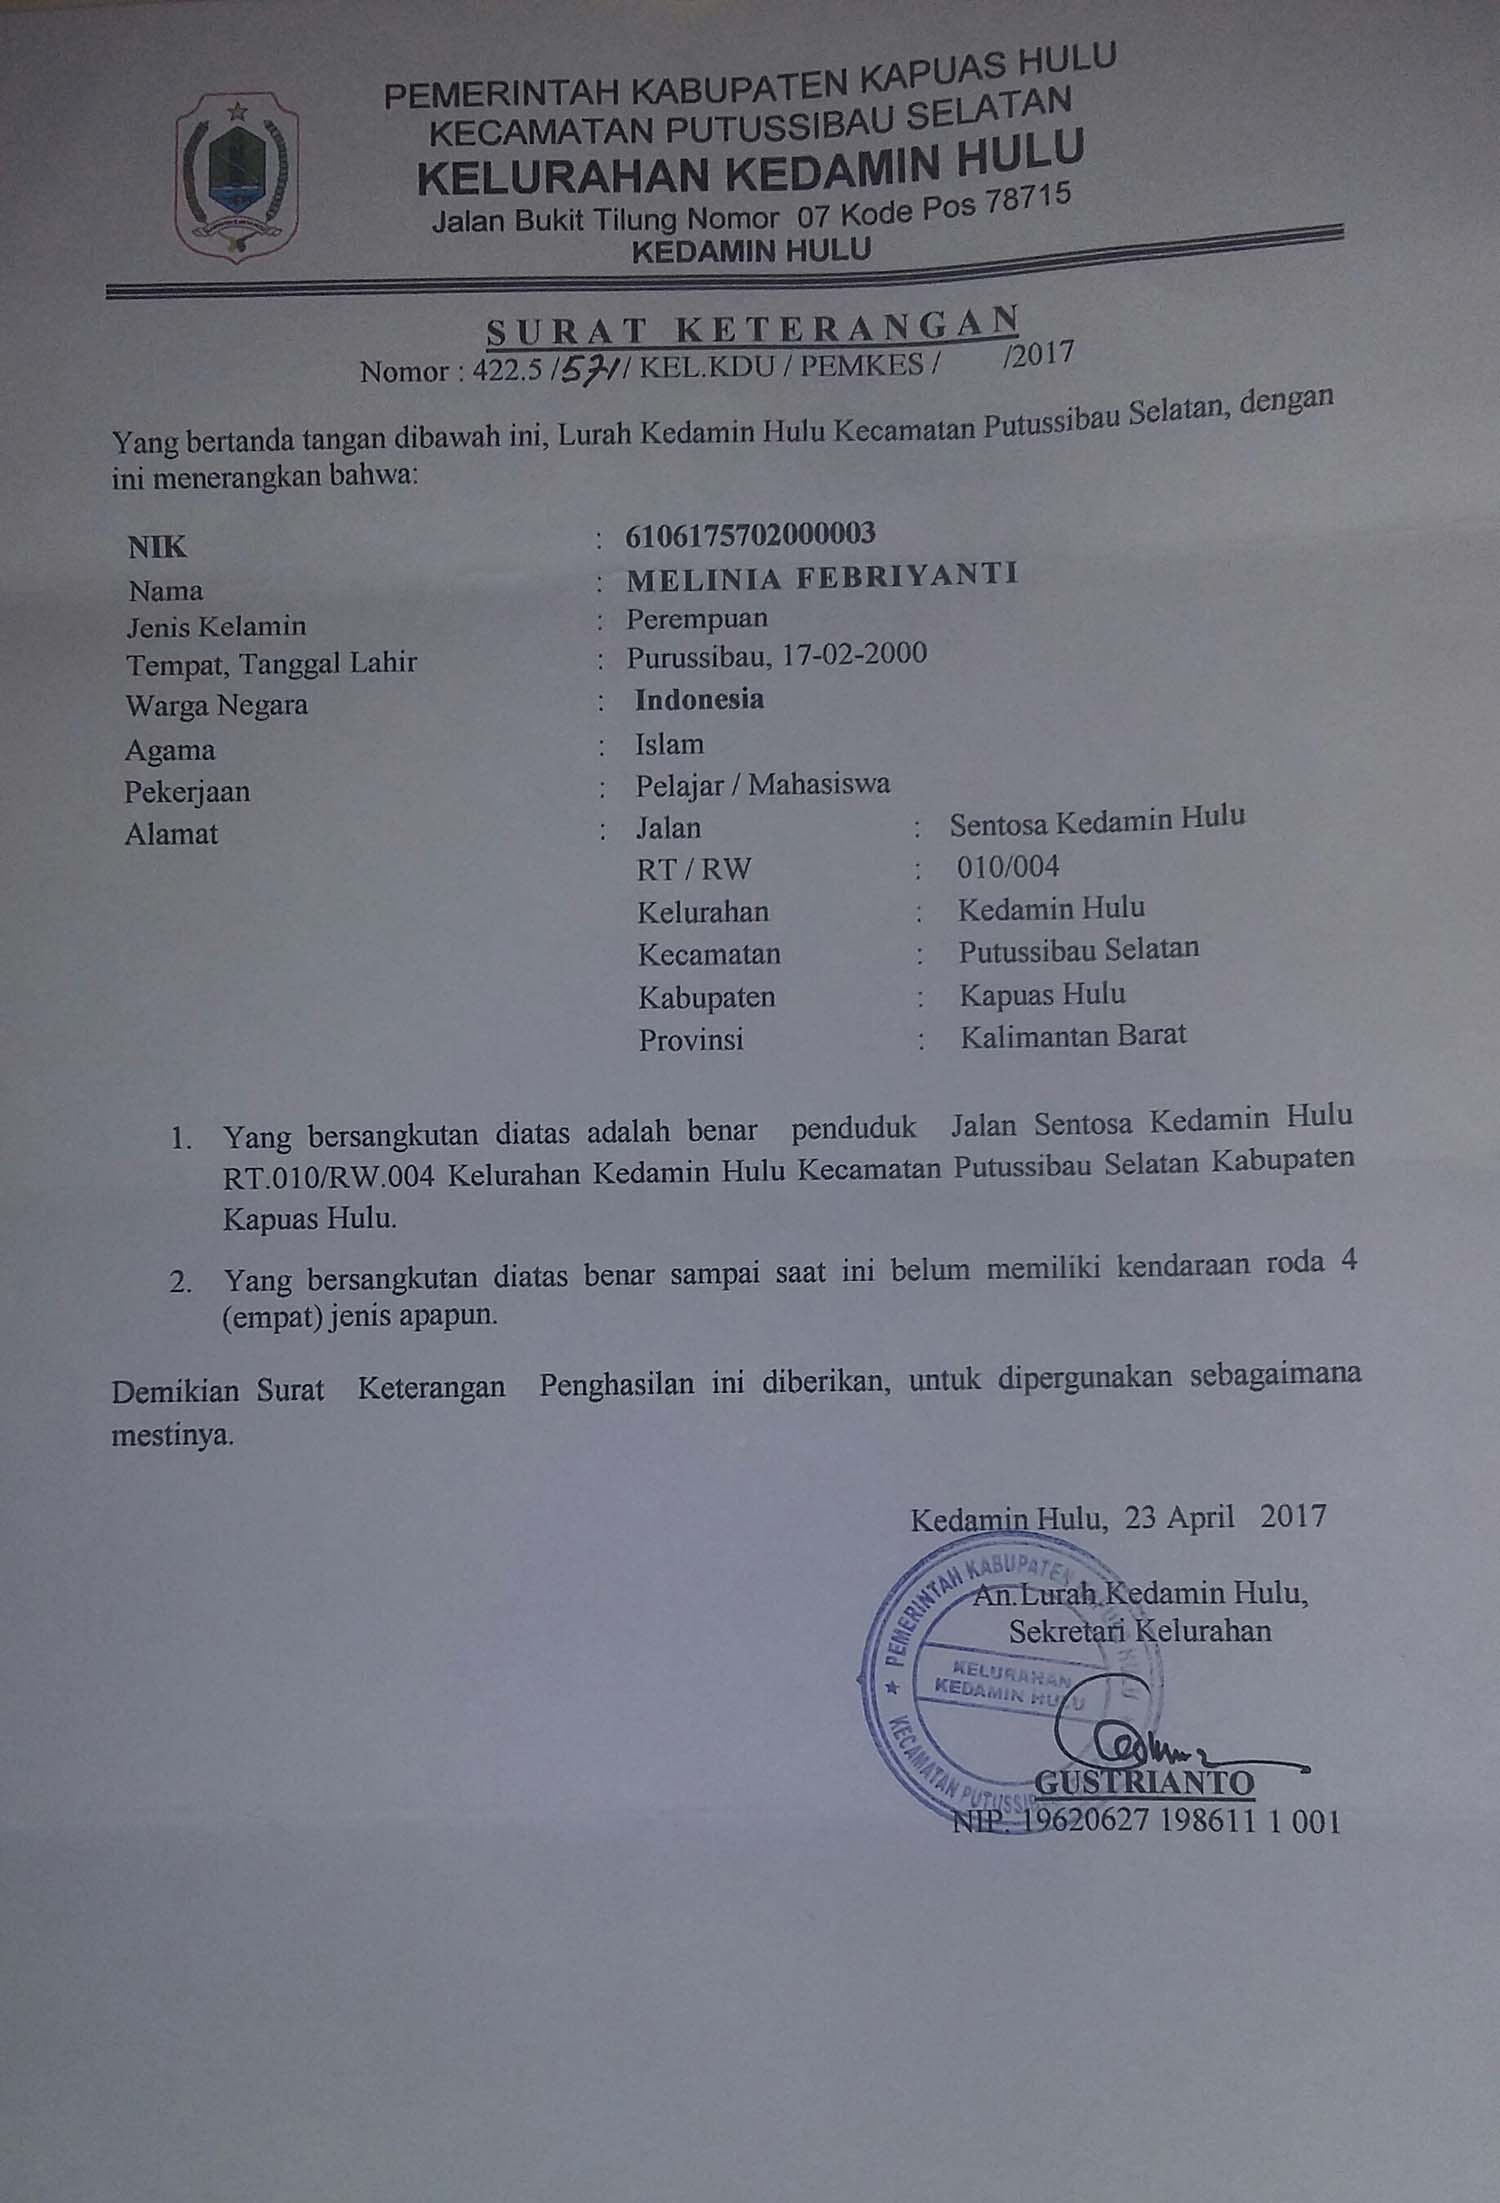 PEMERINTAH KABUPATEN KAPUAS HULU
KECAMATAN PUTUSSIBAU SELATAN
KELURAHAN KEDAMIN HULU
Jalan Bukit Tilung Nomor 07 Kode Pos 78715
KEDAMIN HULU
SURAT KETERANGAN
Nomor : 422.5 /571/ KEL.KDU / PEMKES / /2017
Yang bertanda tangan dibawah ini, Lurah Kedamin Hulu Kecamatan Putussibau Selatan, dengan
ini menerangkan bahwa:
NIK : 6106175702000003
Nama : MELINIA FEBRIYANTI
Jenis Kelamin : Perempuan
Tempat, Tanggal Lahir : Purussibau, 17-02-2000
Warga Negara : Indonesia
Agama : Islam
Pekerjaan : Pelajar / Mahasiswa
Alamat : Jalan : Sentosa Kedamin Hulu
RT / RW : 010/004
Kelurahan : Kedamin Hulu
Kecamatan : Putussibau Selatan
Kabupaten : Kapuas Hulu
Provinsi : Kalimantan Barat
1. Yang bersangkutan diatas adalah benar penduduk Jalan Sentosa Kedamin Hulu
RT.010/RW.004 Kelurahan Kedamin Hulu Kecamatan Putussibau Selatan Kabupaten
Kapuas Hulu.
2. Yang bersangkutan diatas benar sampai saat ini belum memiliki kendaraan roda 4
(empat) jenis apapun.
Demikian Surat Keterangan Penghasilan ini diberikan, untuk dipergunakan sebagaimana
mestinya.
Kedamin Hulu, 23 April 2017
An.Lurah Kedamin Hulu,
Sekretari Kelurahan
PEMERINTAH KABUPATEN HULU
KELURAHAN
KEDAMIN HULU
KECAMATAN
GUSTRIANTO
NIP. 19620627 198611 1 001